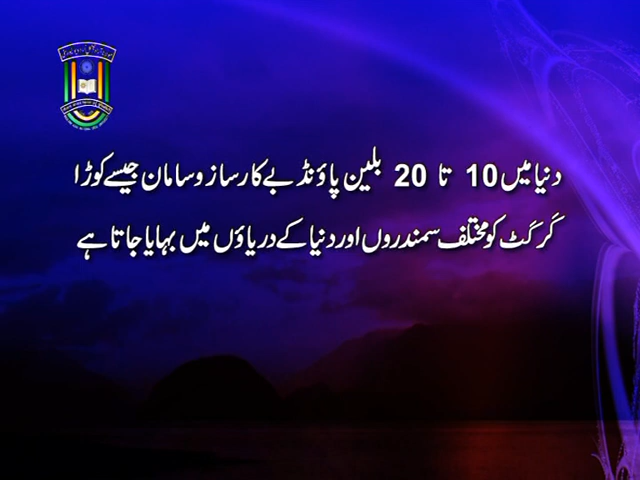 دنیا میں 10 تا 20 بلین پاؤنڈ بے کار ساز و سامان جیسے کوڑا
گرگٹ کو مختلف سمندروں اور دنیا کے دریاؤں میں بہایا جاتا ہے